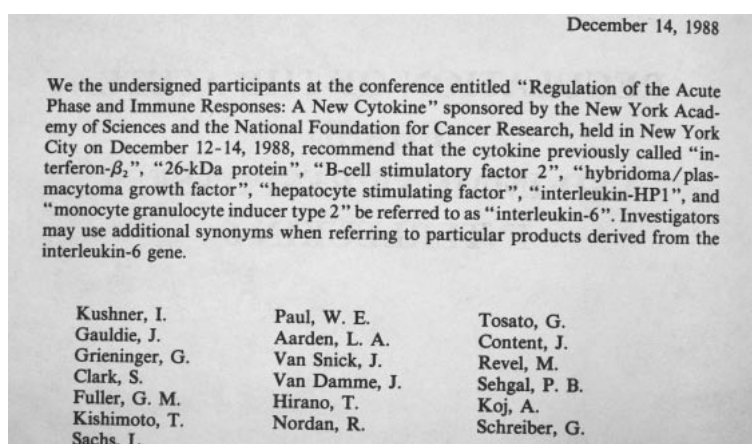 December 14, 1988
We the undersigned participants at the conference entitled “Regulation of the Acute
Phase and Immune Responses: A New Cytokine” sponsored by the New York Acad-
emy of Sciences and the National Foundation for Cancer Research, held in New York
City on December 12-14, 1988, recommend that the cytokine previously called “in-
terferon-β₂”, “26-kDa protein”, “B-cell stimulatory factor 2”, “hybridoma/plas-
macytoma growth factor”, “hepatocyte stimulating factor”, “interleukin-HP1”, and
“monocyte granulocyte inducer type 2” be referred to as “interleukin-6”. Investigators
may use additional synonyms when referring to particular products derived from the
interleukin-6 gene.
Kushner, I.
Gauldie, J.
Grieninger, G.
Clark, S.
Fuller, G. M.
Kishimoto, T.
Sachs, L.
Paul, W. E.
Aarden, L. A.
Van Snick, J.
Van Damme, J.
Hirano, T.
Nordan, R.
Tosato, G.
Content, J.
Revel, M.
Sehgal, P. B.
Koj, A.
Schreiber, G.